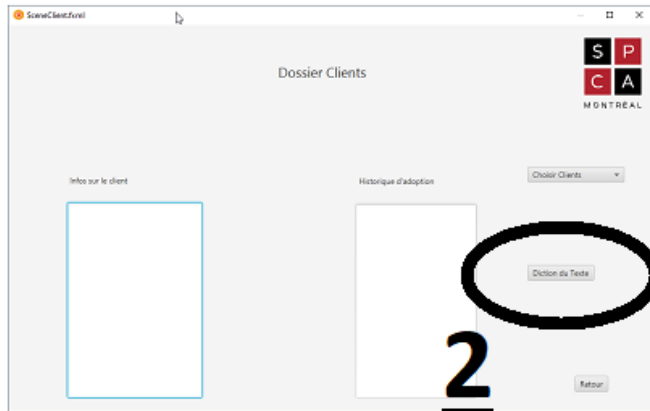 SceneClient.fxml
Dossier Clients
S P
C A
MONTRÉAL
Infos sur le client
Historique d'adoption
Choisir Clients
Diction du Texte
2
Retour